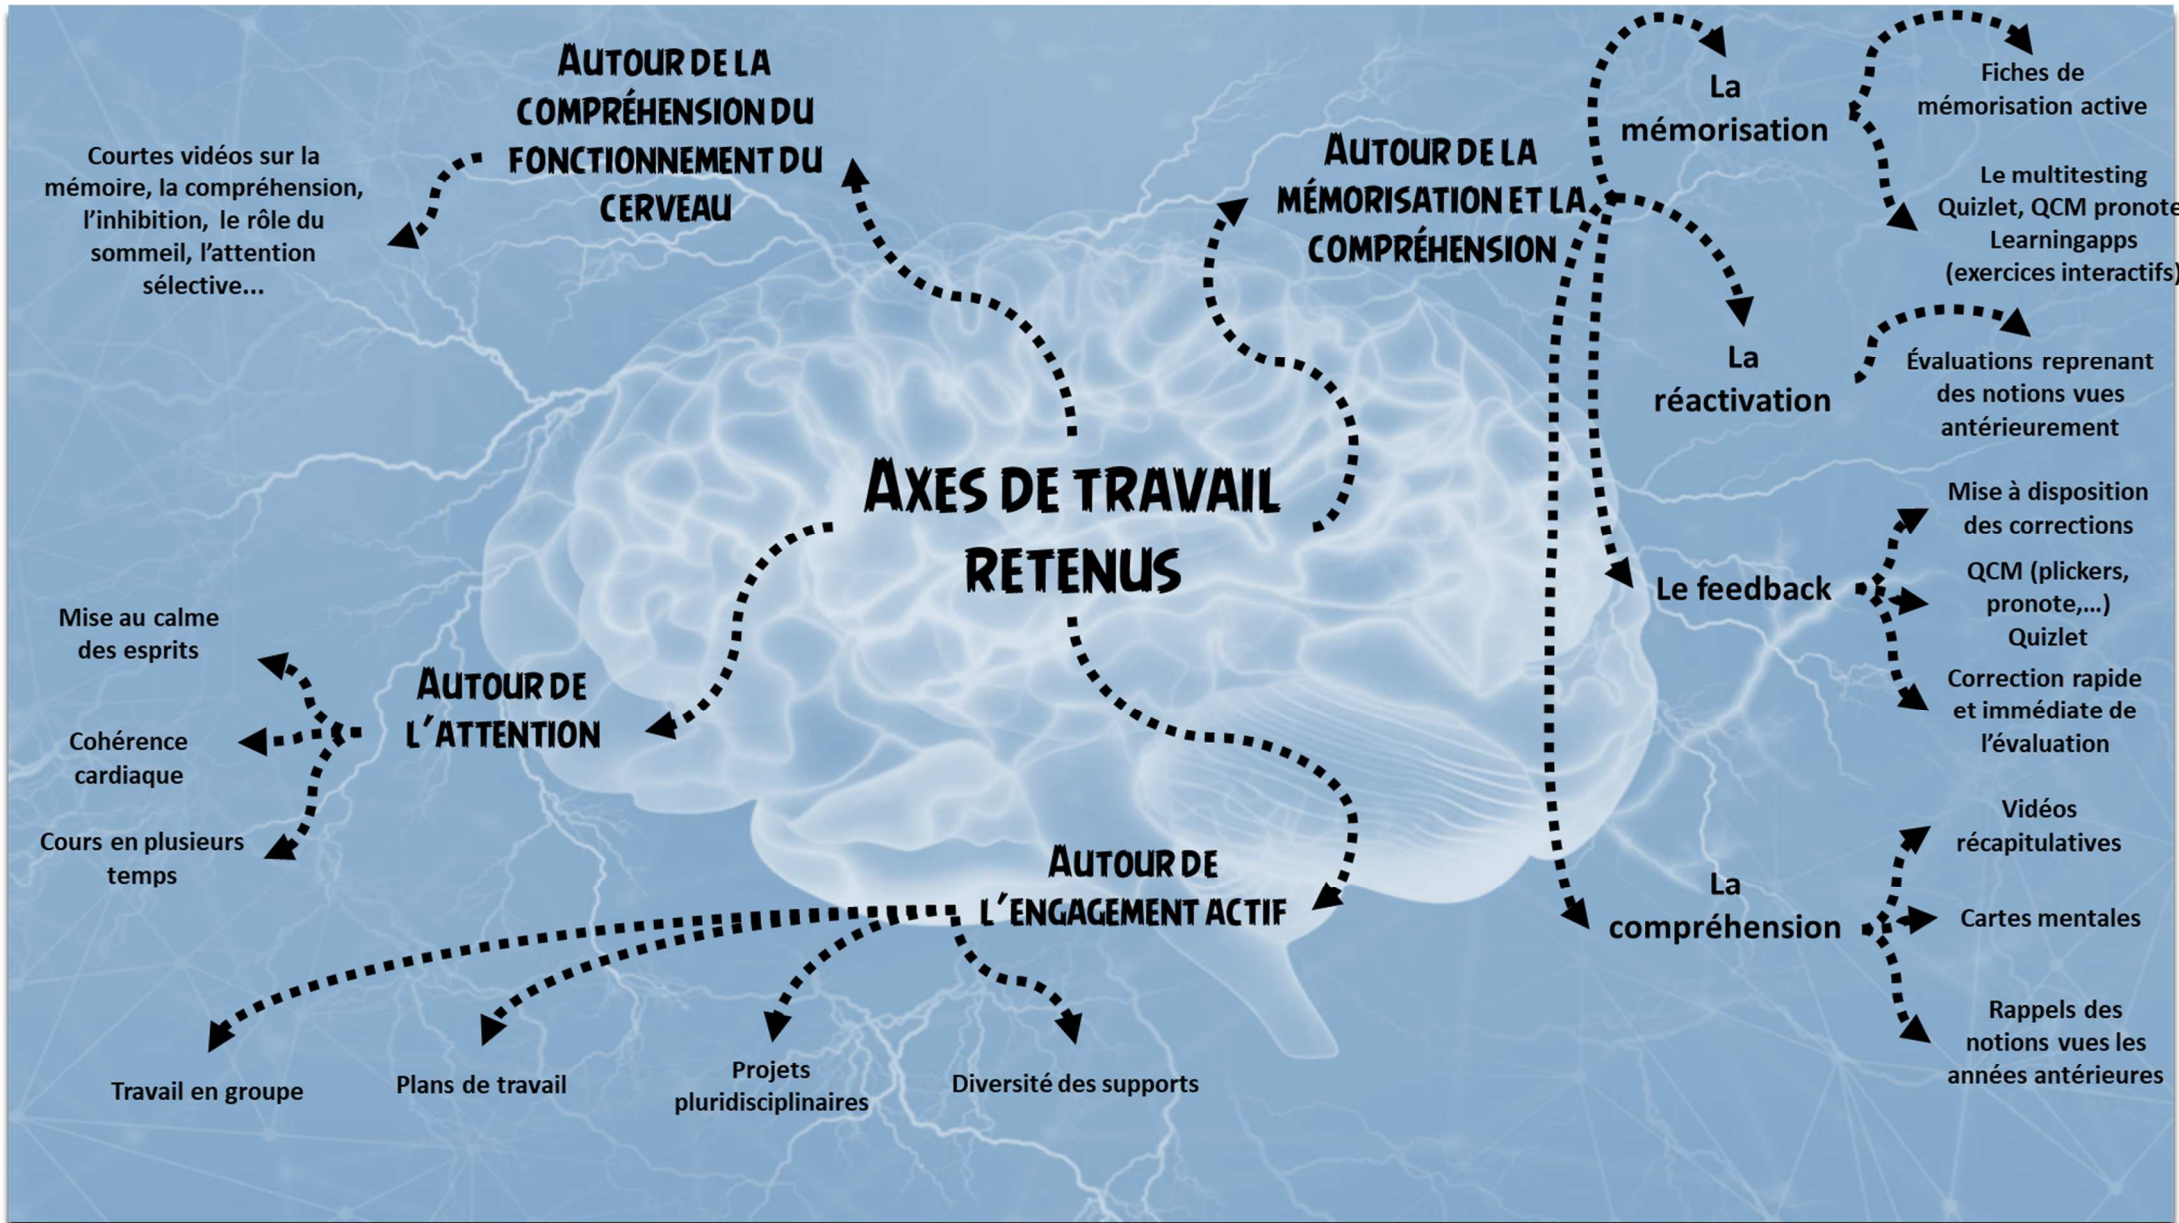 AUTOUR DE LA
COMPRÉHENSION DU
FONCTIONNEMENT DU
CERVEAU
Courtes vidéos sur la
mémoire, la compréhension,
l’inhibition, le rôle du
sommeil, l’attention
sélective...
AUTOUR DE LA
MÉMORISATION ET LA
COMPRÉHENSION
La
mémorisation
Fiches de
mémorisation active
Le multitesting
Quizlet, QCM pronote
Learningapps
(exercices interactifs)
La
réactivation
Évaluations reprenant
des notions vues
antérieurement
AXES DE TRAVAIL
RETENUS
Le feedback
Mise à disposition
des corrections
QCM (plickers,
pronote,...)
Quizlet
Correction rapide
et immédiate de
l’évaluation
La
compréhension
Vidéos
récapitulatives
Cartes mentales
Rappels des
notions vues les
années antérieures
AUTOUR DE
L’ATTENTION
Mise au calme
des esprits
Cohérence
cardiaque
Cours en plusieurs
temps
AUTOUR DE
L’ENGAGEMENT ACTIF
Travail en groupe
Plans de travail
Projets
pluridisciplinaires
Diversité des supports